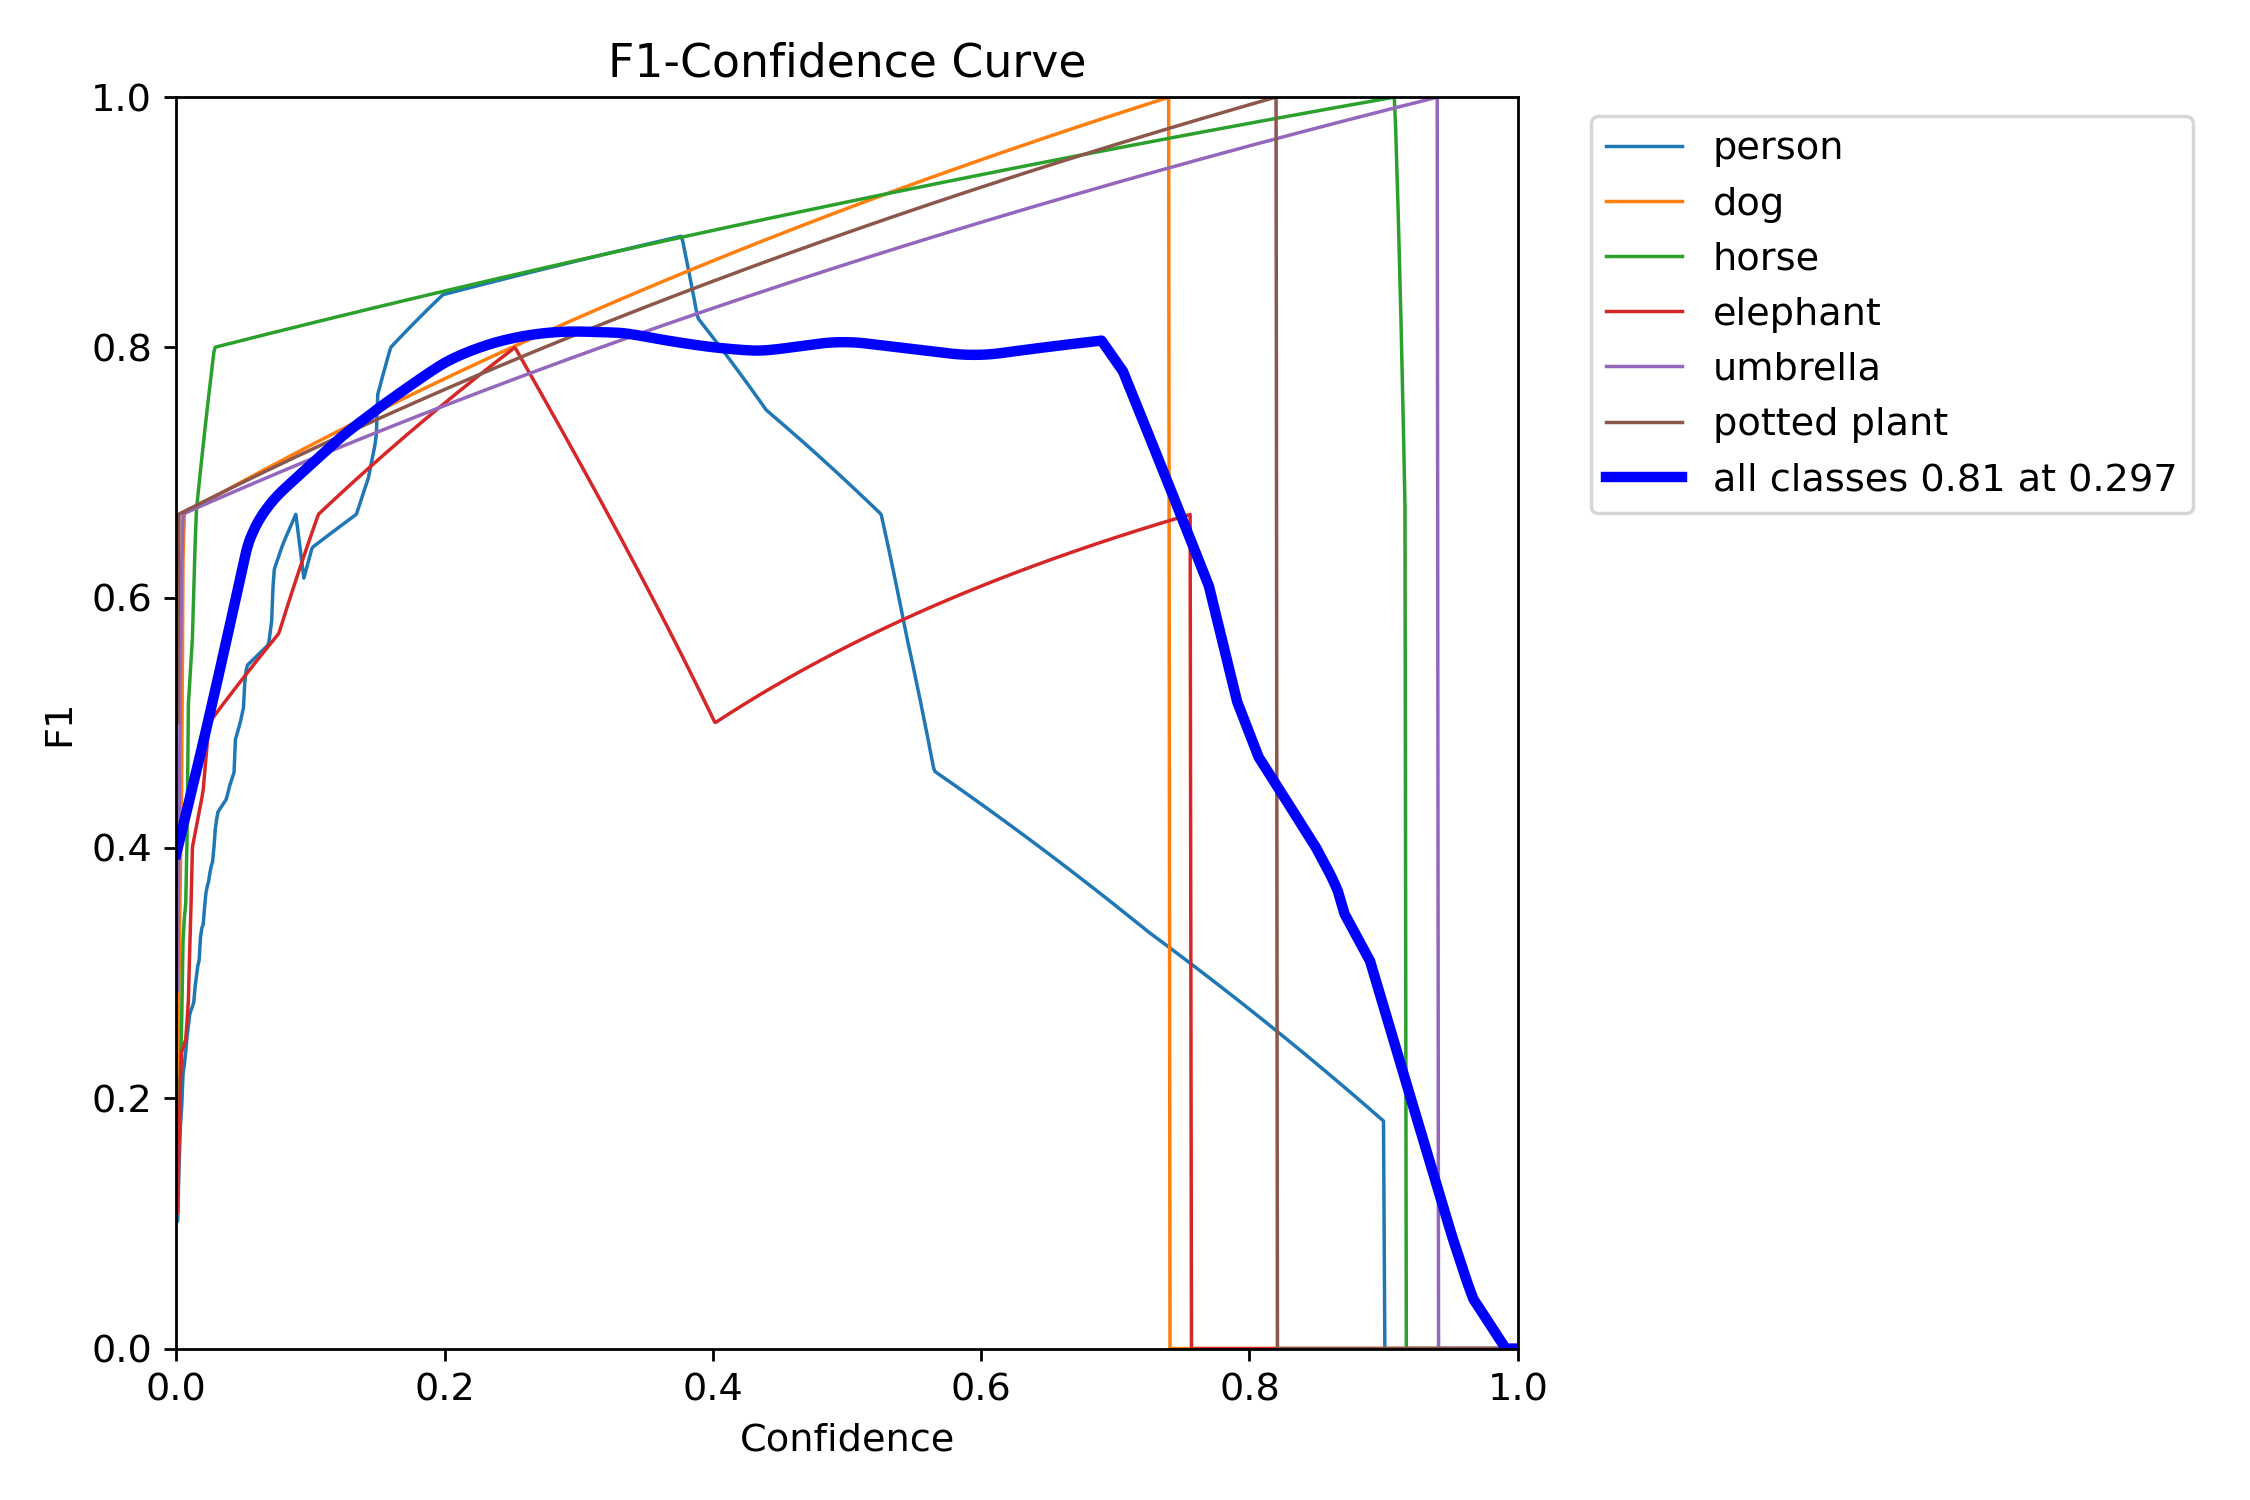 F1-Confidence Curve
1.0
0.8
0.6
0.4
0.2
0.0
F1
0.0 0.2 0.4 0.6 0.8 1.0
Confidence
person
dog
horse
elephant
umbrella
potted plant
all classes 0.81 at 0.297